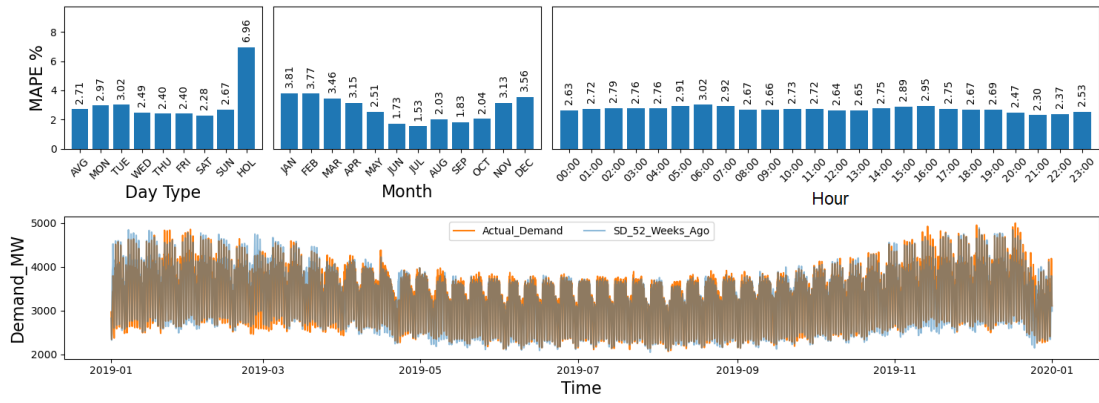 MAPE %
8
6
4
2
0
2.71
2.97
3.02
2.49
2.40
2.40
2.28
2.67
6.96
AVG
MON
TUE
WED
THU
FRI
SAT
SUN
HOL
Day Type
3.81
3.77
3.46
3.15
2.51
1.73
1.53
2.03
1.83
2.04
3.13
3.56
JAN
FEB
MAR
APR
MAY
JUN
JUL
AUG
SEP
OCT
NOV
DEC
Month
2.63
2.72
2.79
2.76
2.76
2.91
3.02
2.92
2.67
2.66
2.73
2.72
2.64
2.65
2.75
2.89
2.95
2.75
2.67
2.69
2.47
2.30
2.37
2.53
00:00
01:00
02:00
03:00
04:00
05:00
06:00
07:00
08:00
09:00
10:00
11:00
12:00
13:00
14:00
15:00
16:00
17:00
18:00
19:00
20:00
21:00
22:00
23:00
Hour
Demand_MW
5000
4000
3000
2000
Actual_Demand
SD_52_Weeks_Ago
2019-01
2019-03
2019-05
2019-07
2019-09
2019-11
2020-01
Time